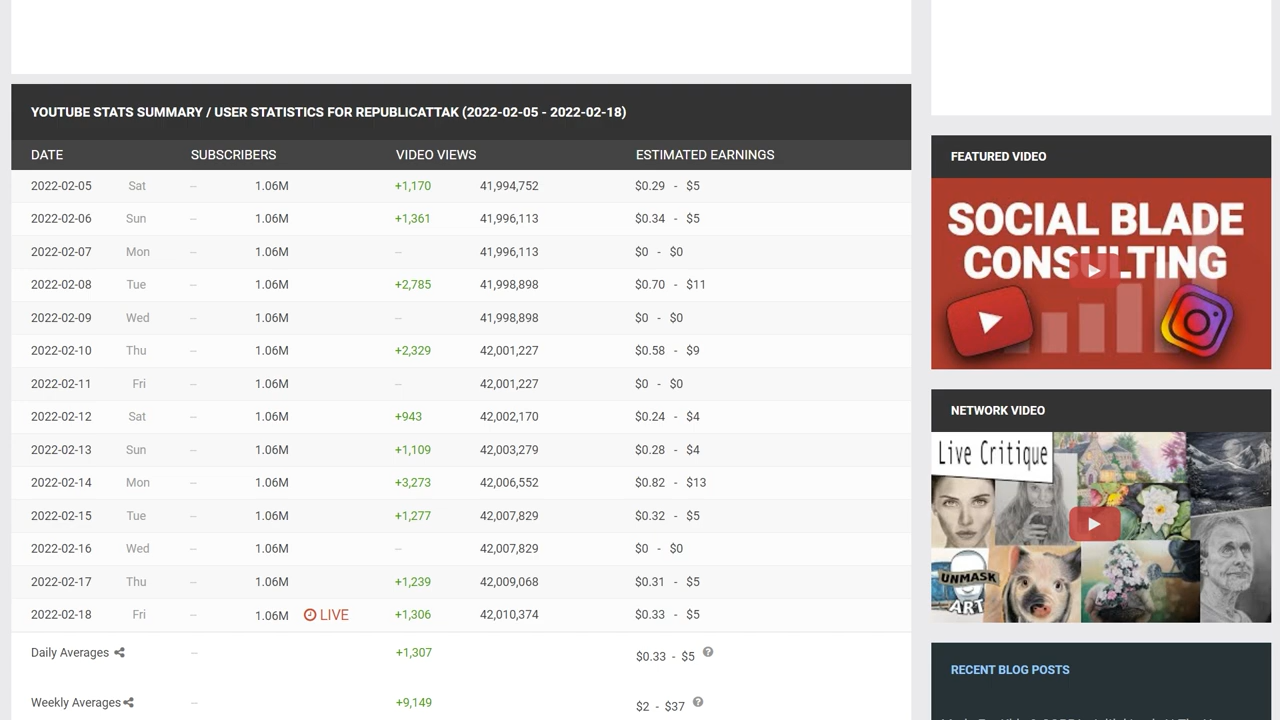 YOUTUBE STATS SUMMARY / USER STATISTICS FOR REPUBLICATTAK (2022-02-05 - 2022-02-18)
DATE SUBSCRIBERS VIDEO VIEWS ESTIMATED EARNINGS
2022-02-05 Sat -- 1.06M +1,170 41,994,752 $0.29 - $5
2022-02-06 Sun -- 1.06M +1,361 41,996,113 $0.34 - $5
2022-02-07 Mon -- 1.06M -- 41,996,113 $0 - $0
2022-02-08 Tue -- 1.06M +2,785 41,998,898 $0.70 - $11
2022-02-09 Wed -- 1.06M -- 41,998,898 $0 - $0
2022-02-10 Thu -- 1.06M +2,329 42,001,227 $0.58 - $9
2022-02-11 Fri -- 1.06M -- 42,001,227 $0 - $0
2022-02-12 Sat -- 1.06M +943 42,002,170 $0.24 - $4
2022-02-13 Sun -- 1.06M +1,109 42,003,279 $0.28 - $4
2022-02-14 Mon -- 1.06M +3,273 42,006,552 $0.82 - $13
2022-02-15 Tue -- 1.06M +1,277 42,007,829 $0.32 - $5
2022-02-16 Wed -- 1.06M -- 42,007,829 $0 - $0
2022-02-17 Thu -- 1.06M +1,239 42,009,068 $0.31 - $5
2022-02-18 Fri -- 1.06M LIVE +1,306 42,010,374 $0.33 - $5
Daily Averages -- +1,307 $0.33 - $5 ?
Weekly Averages -- +9,149 $2 - $37 ?
FEATURED VIDEO
SOCIAL BLADE
CONSULTING
NETWORK VIDEO
Live Critique
UNMASK
ART
RECENT BLOG POSTS